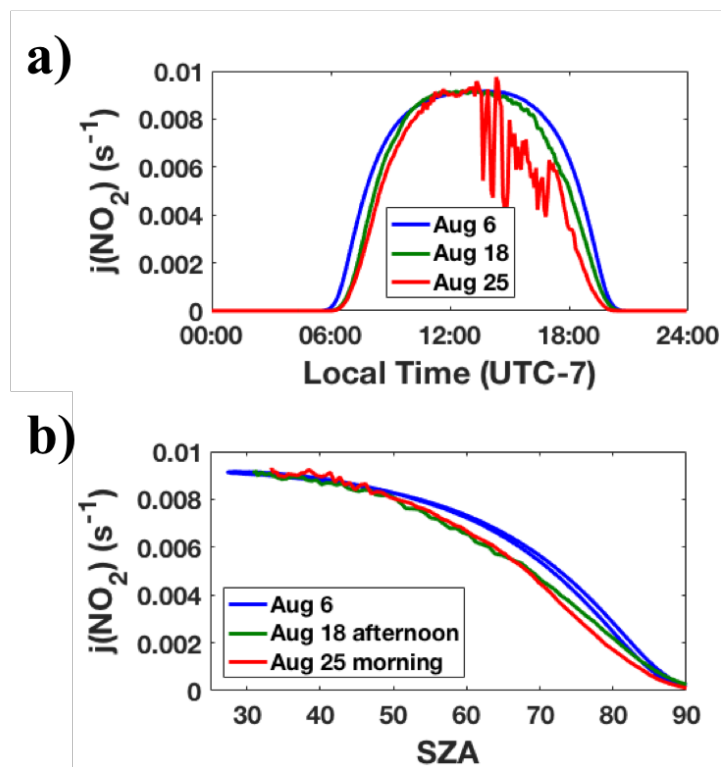 a)
0.01
0.008
0.006
0.004
0.002
0
j(NO2) (s-1)
Aug 6
Aug 18
Aug 25
00:00 06:00 12:00 18:00 24:00
Local Time (UTC-7)
b)
0.01
0.008
0.006
0.004
0.002
0
j(NO2) (s-1)
Aug 6
Aug 18 afternoon
Aug 25 morning
30 40 50 60 70 80 90
SZA